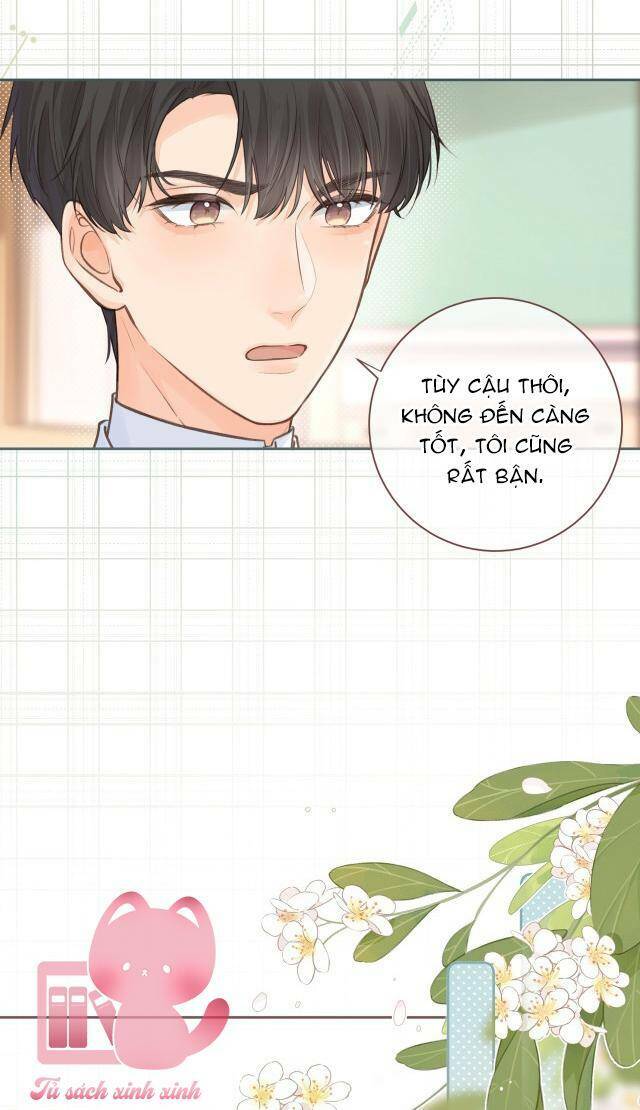 TÙY CẬU THÔI,
KHÔNG ĐẾN CÀNG
TỐT, TÔI CŨNG
RẤT BẬN.
Tủ sách xinh xinh